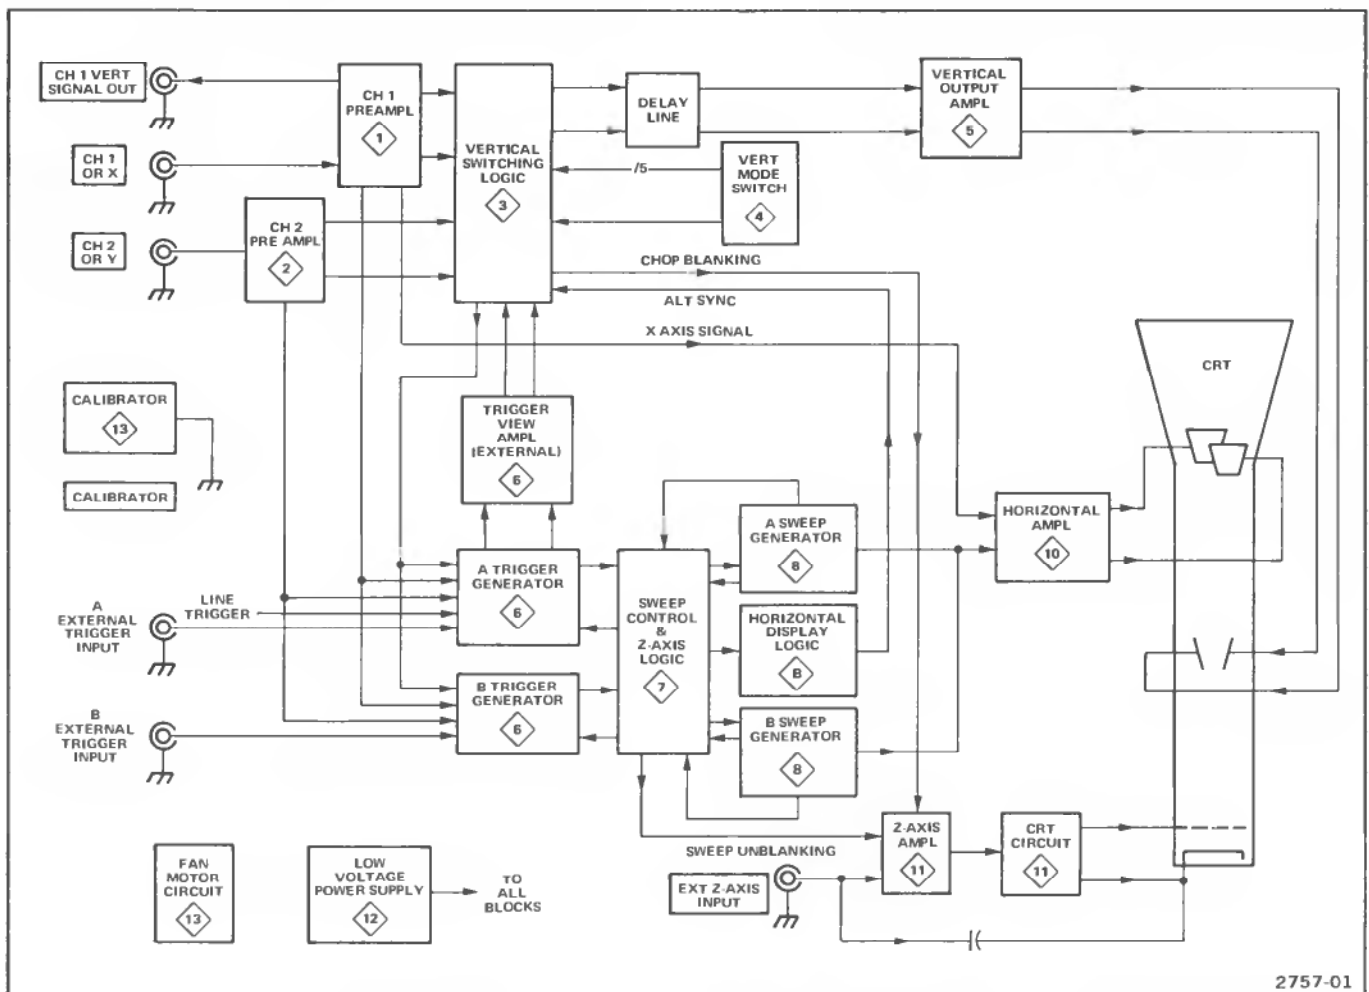 CH 1 VERT
SIGNAL OUT
CH 1
PREAMPL
1
VERTICAL
SWITCHING
LOGIC
3
DELAY
LINE
VERTICAL
OUTPUT
AMPL
5
CH 1
OR X
/5
VERT
MODE
SWITCH
4
CH 2
OR Y
CH 2
PRE AMPL
2
CHOP BLANKING
ALT SYNC
X AXIS SIGNAL
CRT
CALIBRATOR
13
CALIBRATOR
TRIGGER
VIEW
AMPL
(EXTERNAL)
6
A SWEEP
GENERATOR
8
HORIZONTAL
AMPL
10
A TRIGGER
GENERATOR
6
SWEEP
CONTROL
&
Z-AXIS
LOGIC
7
HORIZONTAL
DISPLAY
LOGIC
B
A
EXTERNAL
TRIGGER
INPUT
LINE
TRIGGER
B TRIGGER
GENERATOR
6
B SWEEP
GENERATOR
8
B
EXTERNAL
TRIGGER
INPUT
SWEEP UNBLANKING
Z-AXIS
AMPL
11
CRT
CIRCUIT
11
EXT Z-AXIS
INPUT
FAN
MOTOR
CIRCUIT
13
LOW
VOLTAGE
POWER SUPPLY
12
TO
ALL
BLOCKS
2757-01